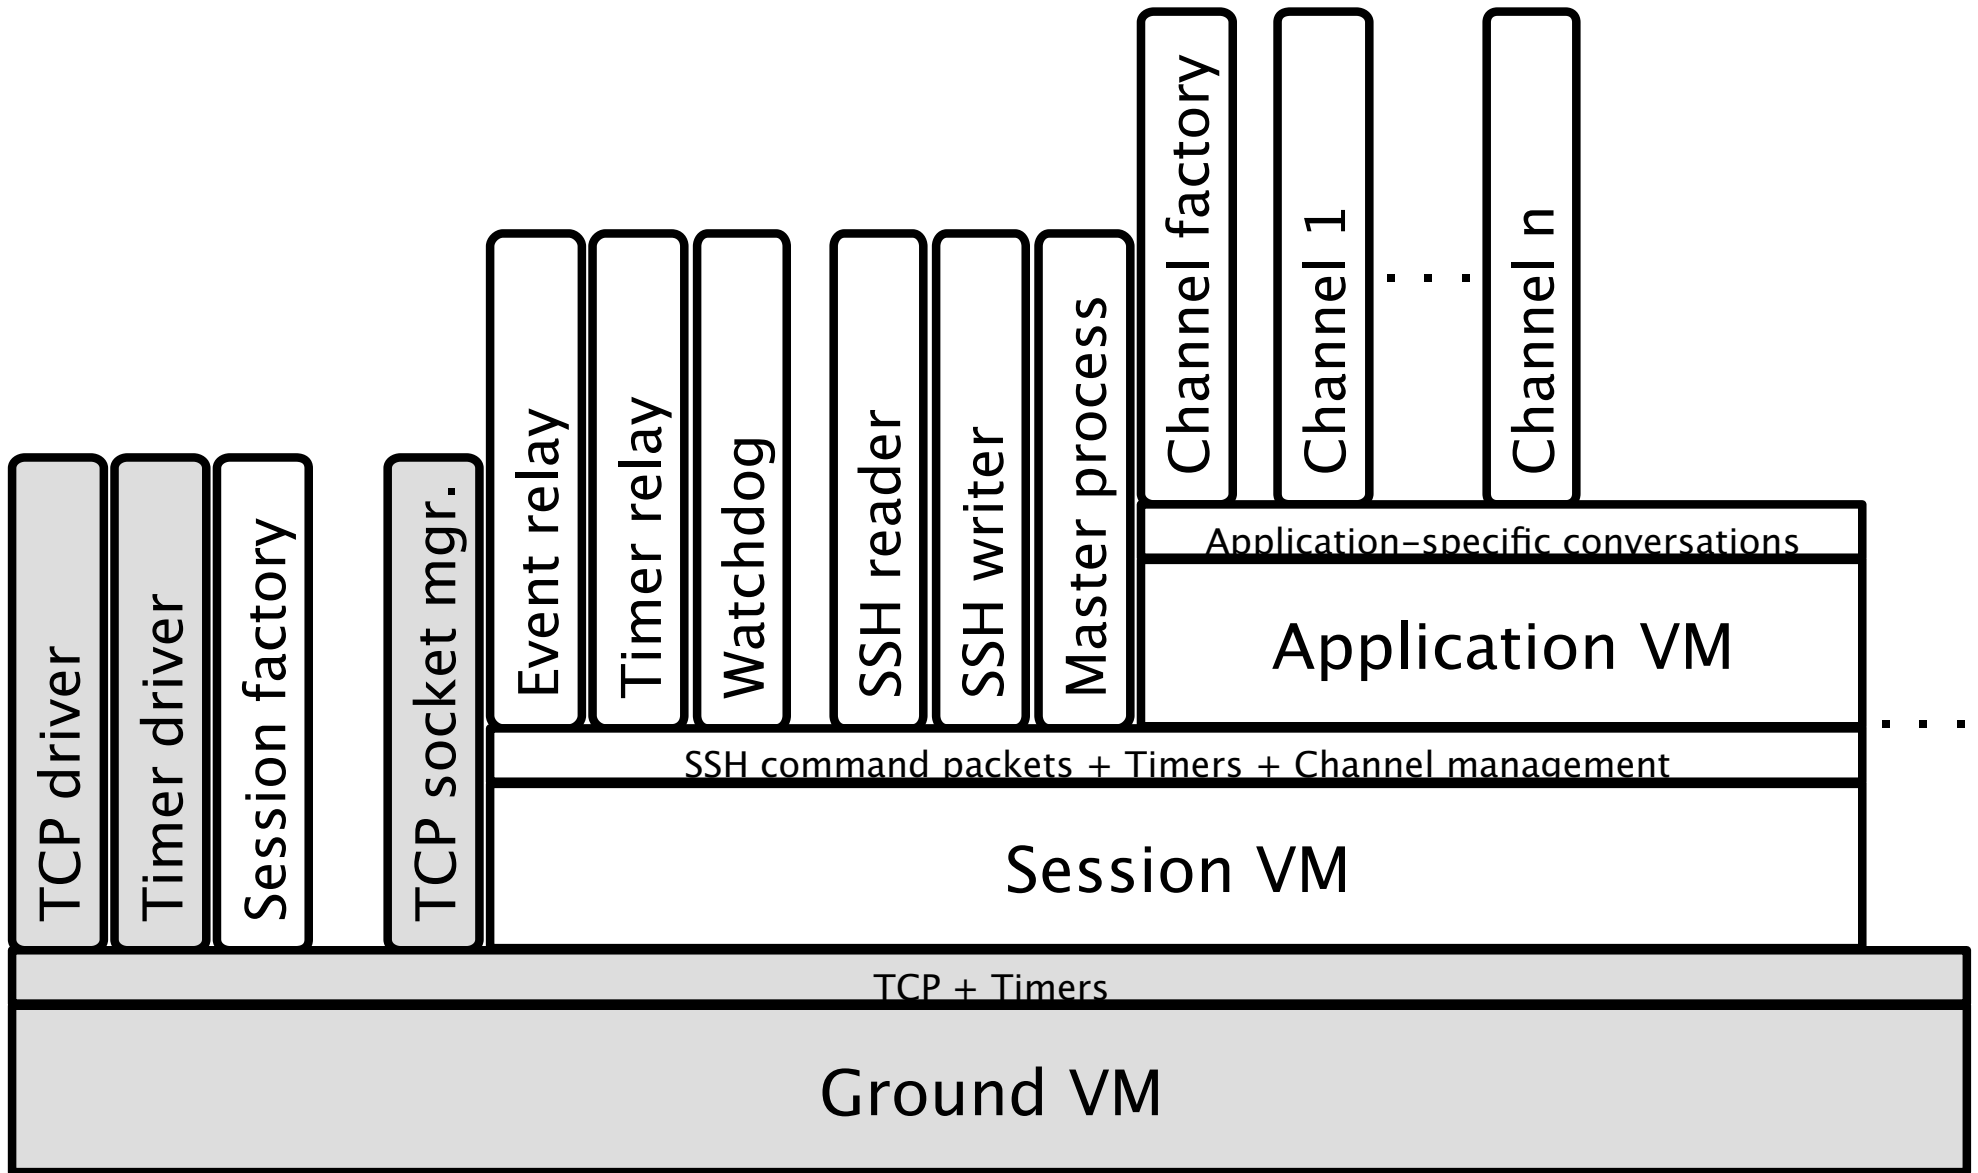 Channel factory
Channel 1
. . .
Channel n
Event relay
Timer relay
Watchdog
SSH reader
SSH writer
Master process
TCP driver
Timer driver
Session factory
TCP socket mgr.
Application-specific conversations
Application VM
. . .
SSH command packets + Timers + Channel management
Session VM
TCP + Timers
Ground VM